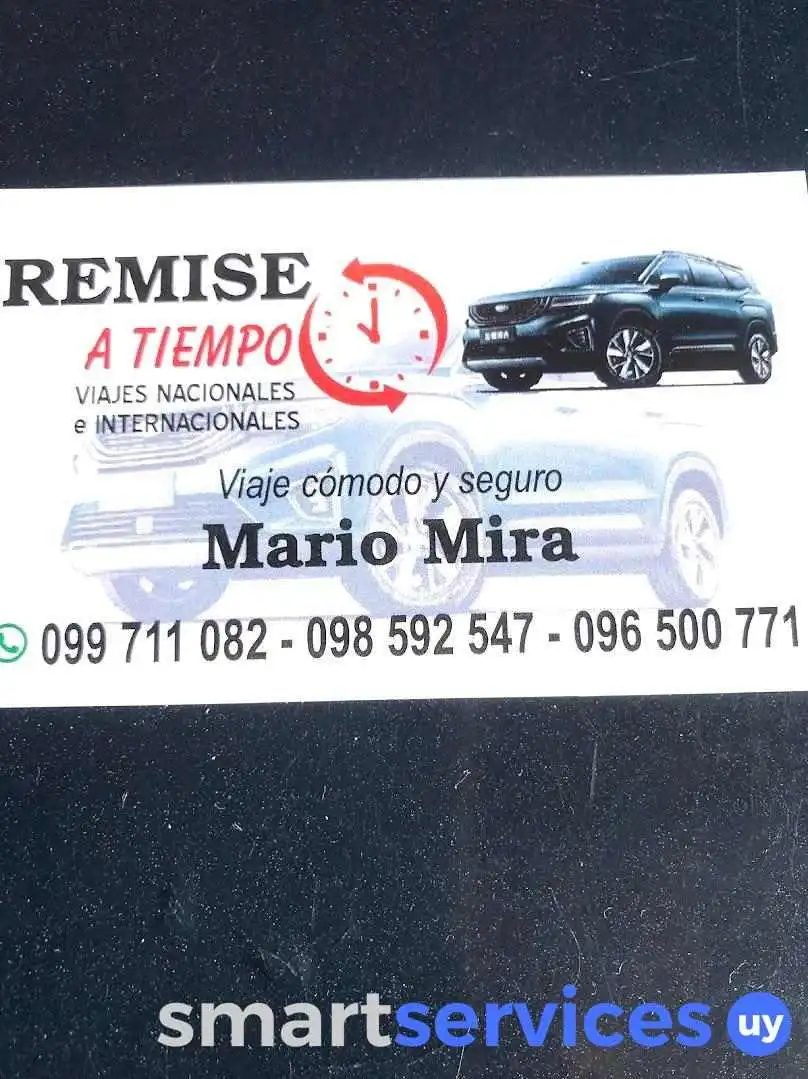 REMISE
A TIEMPO
VIAJES NACIONALES
e INTERNACIONALES
Viaje cómodo y seguro
Mario Mira
099 711 082 - 098 592 547 - 096 500 771
smartservices uy